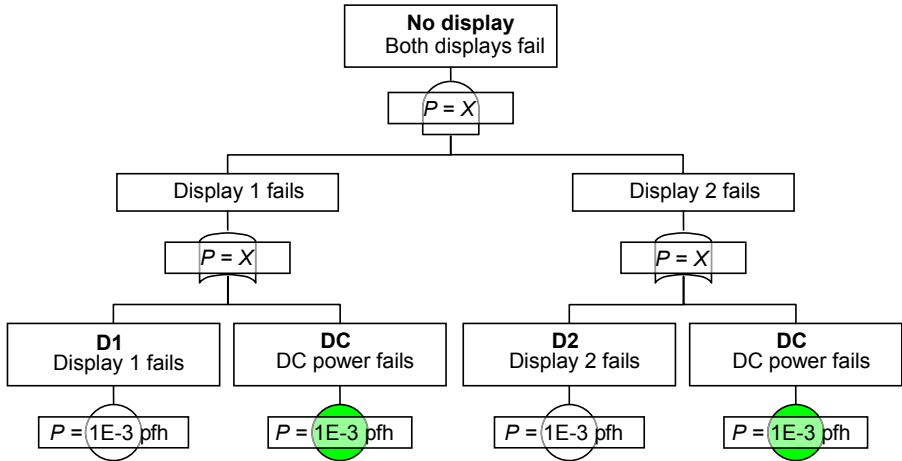 No display
Both displays fail
P = X
Display 1 fails
Display 2 fails
P = X
P = X
D1
Display 1 fails
DC
DC power fails
D2
Display 2 fails
DC
DC power fails
P = 1E-3 pfh
P = 1E-3 pfh
P = 1E-3 pfh
P = 1E-3 pfh